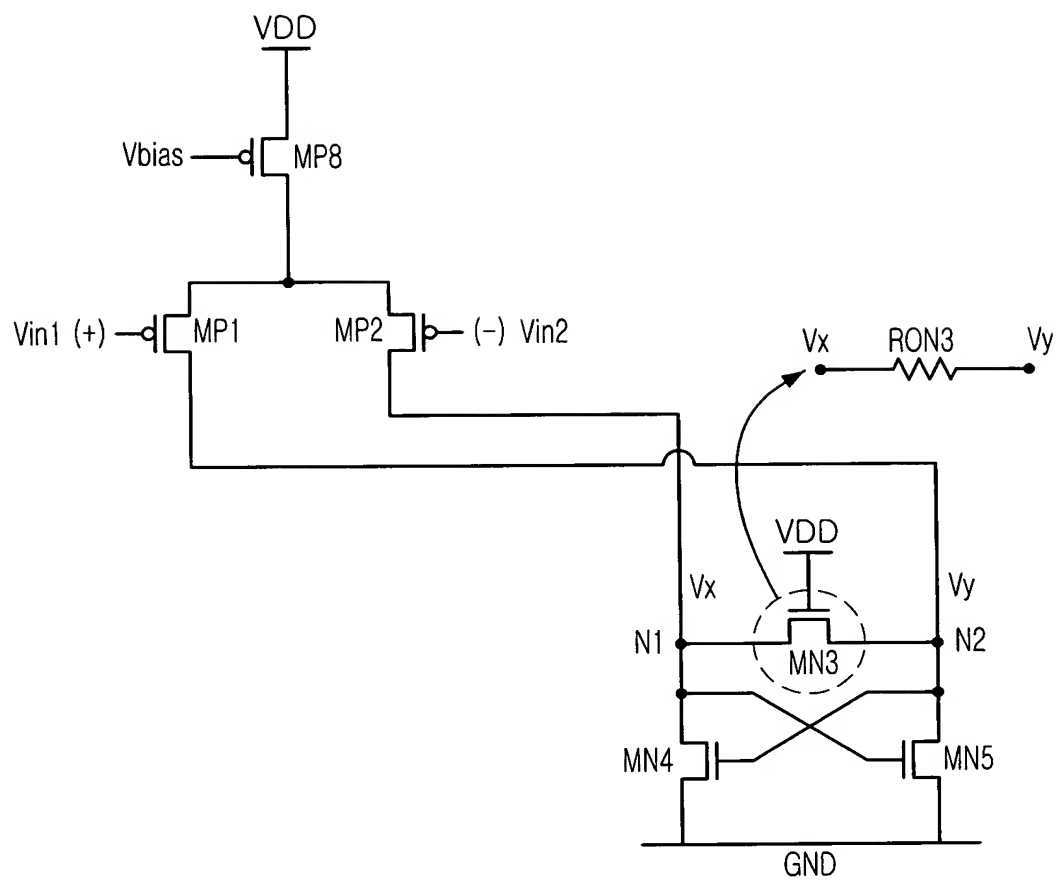 VDD
Vbias
MP8
Vin1 (+)
MP1
MP2
(-) Vin2
Vx
RON3
Vy
VDD
Vx
Vy
N1
MN3
N2
MN4
MN5
GND